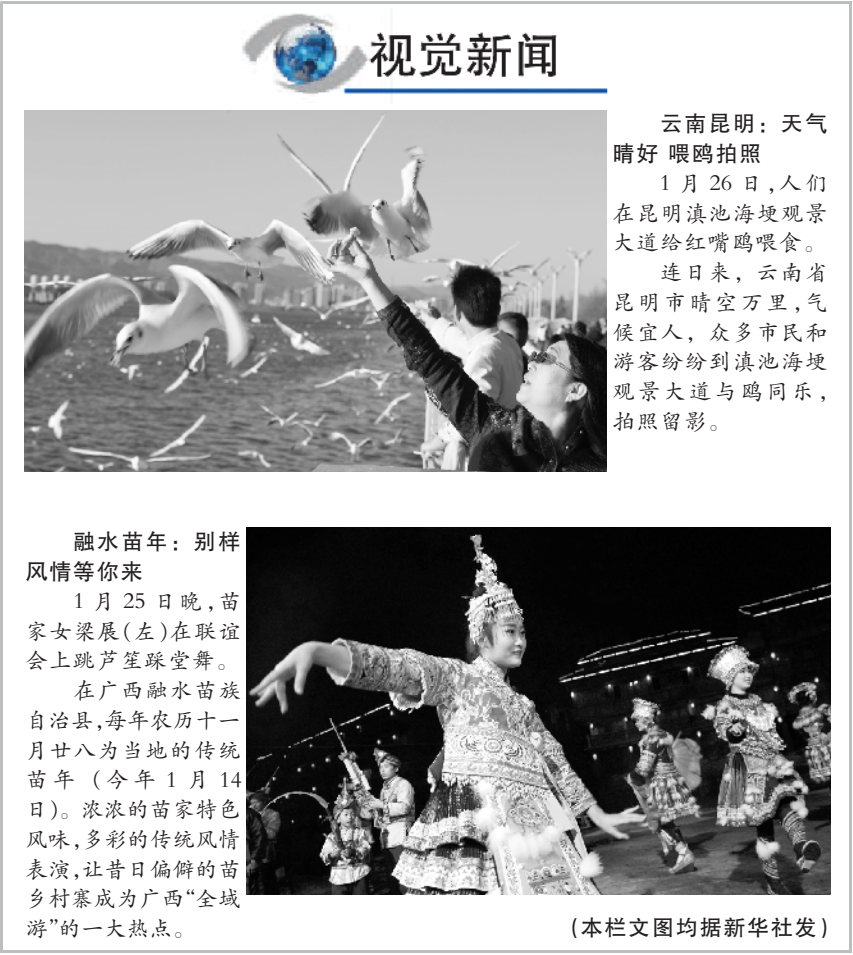 视觉新闻
云南昆明：天气
晴好 喂鸥拍照
1 月 26 日，人们
在昆明滇池海埂观景
大道给红嘴鸥喂食。
连日来，云南省
昆明市晴空万里，气
候宜人，众多市民和
游客纷纷到滇池海埂
观景大道与鸥同乐，
拍照留影。
融水苗年：别样
风情等你来
1 月 25 日晚，苗
家女梁展(左)在联谊
会上跳芦笙踩堂舞。
在广西融水苗族
自治县，每年农历十一
月廿八为当地的传统
苗年（今年 1 月 14
日）。浓浓的苗家特色
风味，多彩的传统风情
表演，让昔日偏僻的苗
乡村寨成为广西“全域
游”的一大热点。
（本栏文图均据新华社发）